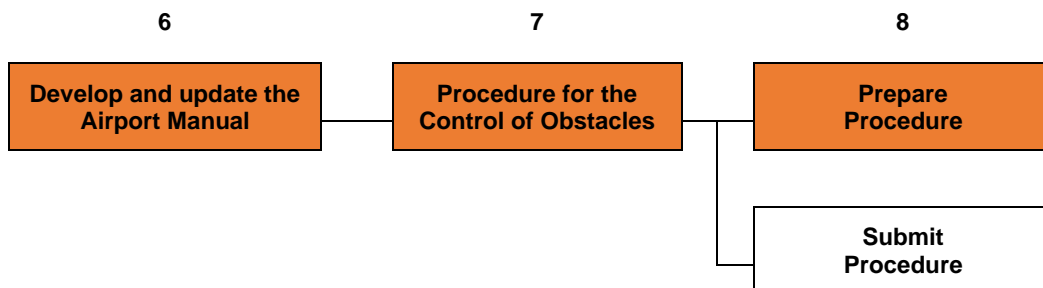 6
7
8
Develop and update the
Airport Manual
Procedure for the
Control of Obstacles
Prepare
Procedure
Submit
Procedure